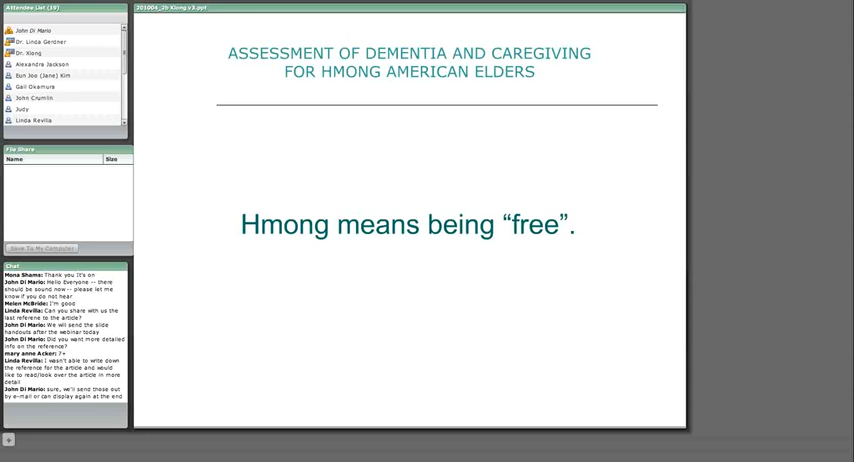 Attendee List (19)
John Di Mario
Dr. Linda Gerdner
Dr. Xiong
Alexandra Jackson
Eun Joo (Jane) Kim
Gail Okamura
John Crumlin
Judy
Linda Revilla
File Share
Name Size
Save To My Computer
Chat
Mona Shams: Thank you It's on
John Di Mario: Hello Everyone -- there
should be sound now -- please let me
know if you do not hear
Melen McBride: I'm good
Linda Revilla: Can you share with us the
last referene to the article?
John Di Mario: We will send the slide
handouts after the webinar today
John Di Mario: Did you want more detailed
info on the reference?
mary anne Acker: 7+
Linda Revilla: I wasn't able to write down
the reference for the article and would
like to read/look over the article in more
detail
John Di Mario: sure, we'll send those out
by e-mail or can display again at the end
201004_2b Xiong v3.ppt
ASSESSMENT OF DEMENTIA AND CAREGIVING
FOR HMONG AMERICAN ELDERS
Hmong means being “free”.